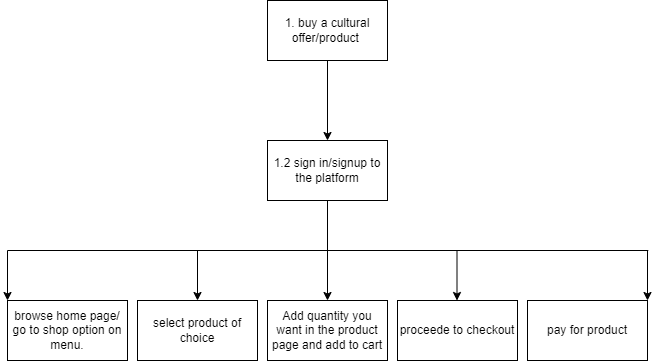 1. buy a cultural
offer/product
1.2 sign in/signup to
the platform
browse home page/
go to shop option on
menu.
select product of
choice
Add quantity you
want in the product
page and add to cart
proceede to checkout
pay for product